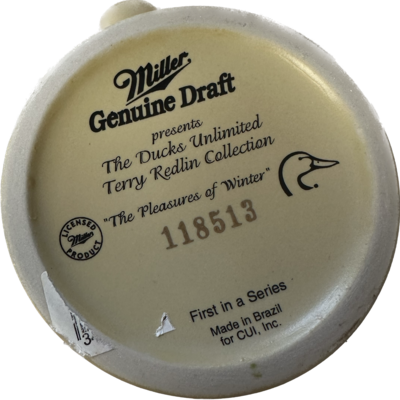 Miller
Genuine Draft
presents
The Ducks Unlimited
Terry Redlin Collection
"The Pleasures of Winter"
118513
LICENSED
Miller
PRODUCT
First in a Series
Made in Brazil
for CUI, Inc.